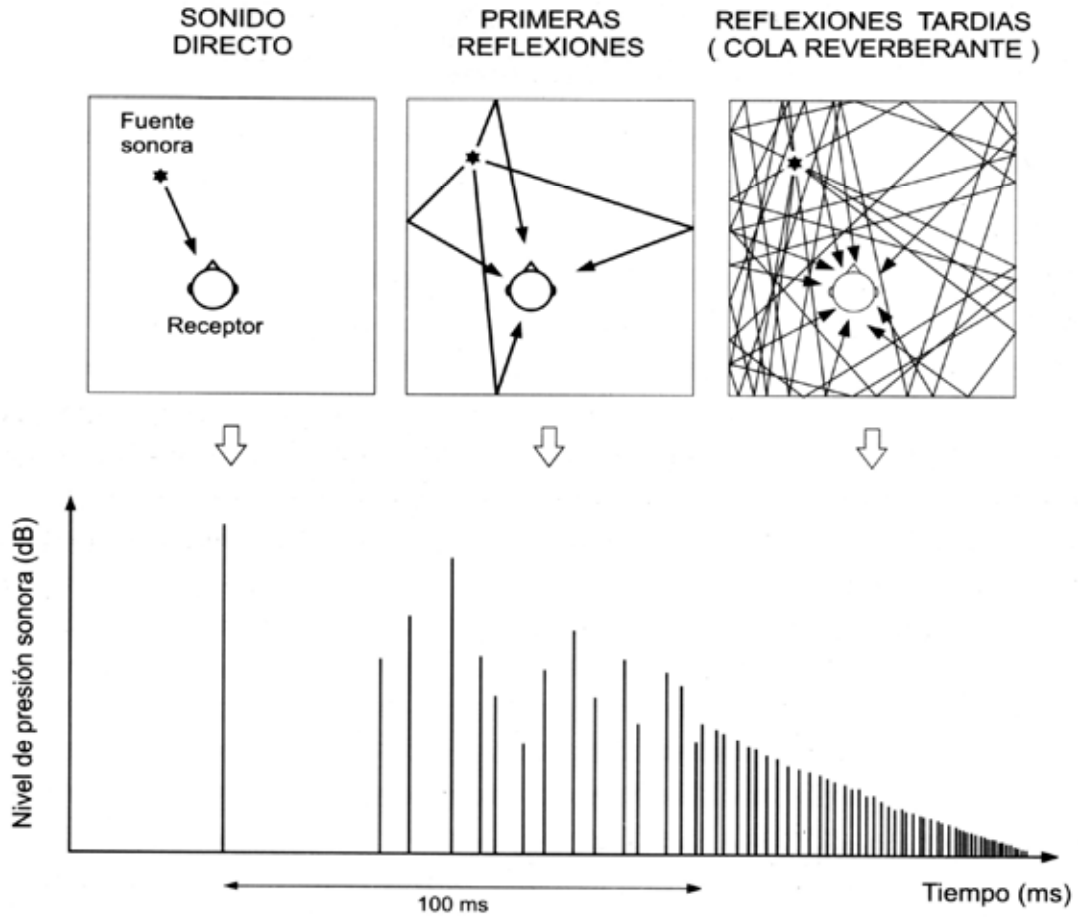 SONIDO
DIRECTO
PRIMERAS
REFLEXIONES
REFLEXIONES TARDIAS
( COLA REVERBERANTE )
Fuente
sonora
Receptor
Nivel de presión sonora (dB)
100 ms
Tiempo (ms)